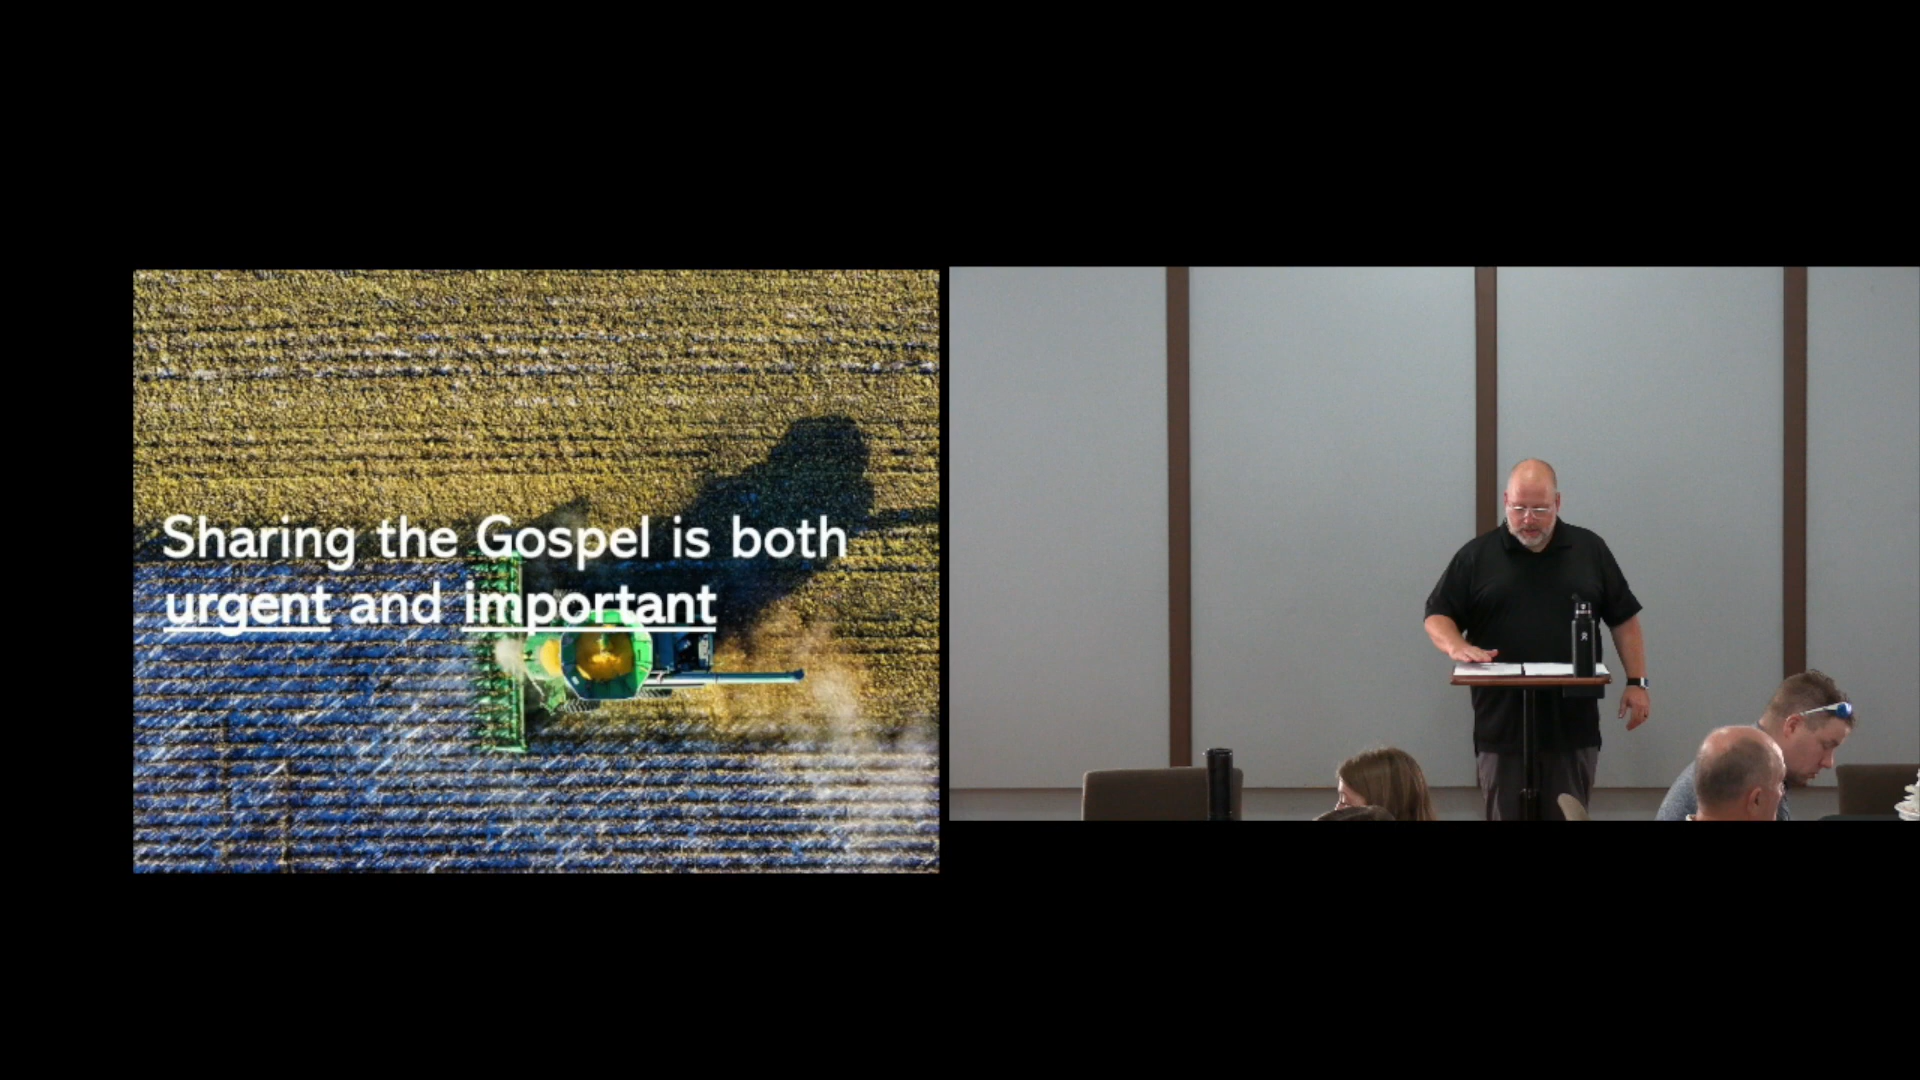 Sharing the Gospel is both
urgent and important